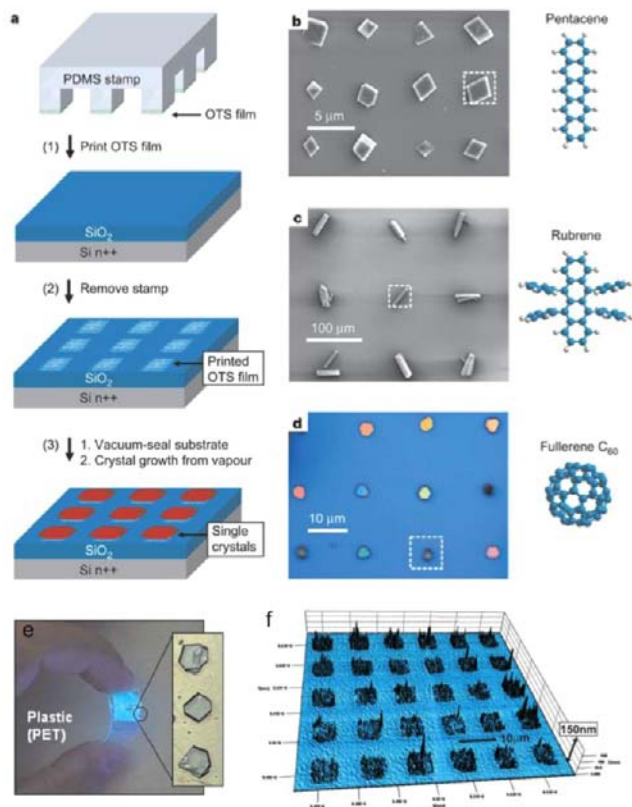 a
PDMS stamp
OTS film
(1)
Print OTS film
SiO2
Si n++
(2)
Remove stamp
Printed
OTS film
SiO2
Si n++
(3)
1. Vacuum-seal substrate
2. Crystal growth from vapour
Single
crystals
SiO2
Si n++
b
5 μm
Pentacene
c
100 μm
Rubrene
d
10 μm
Fullerene C60
e
Plastic
(PET)
f
10μm
150nm